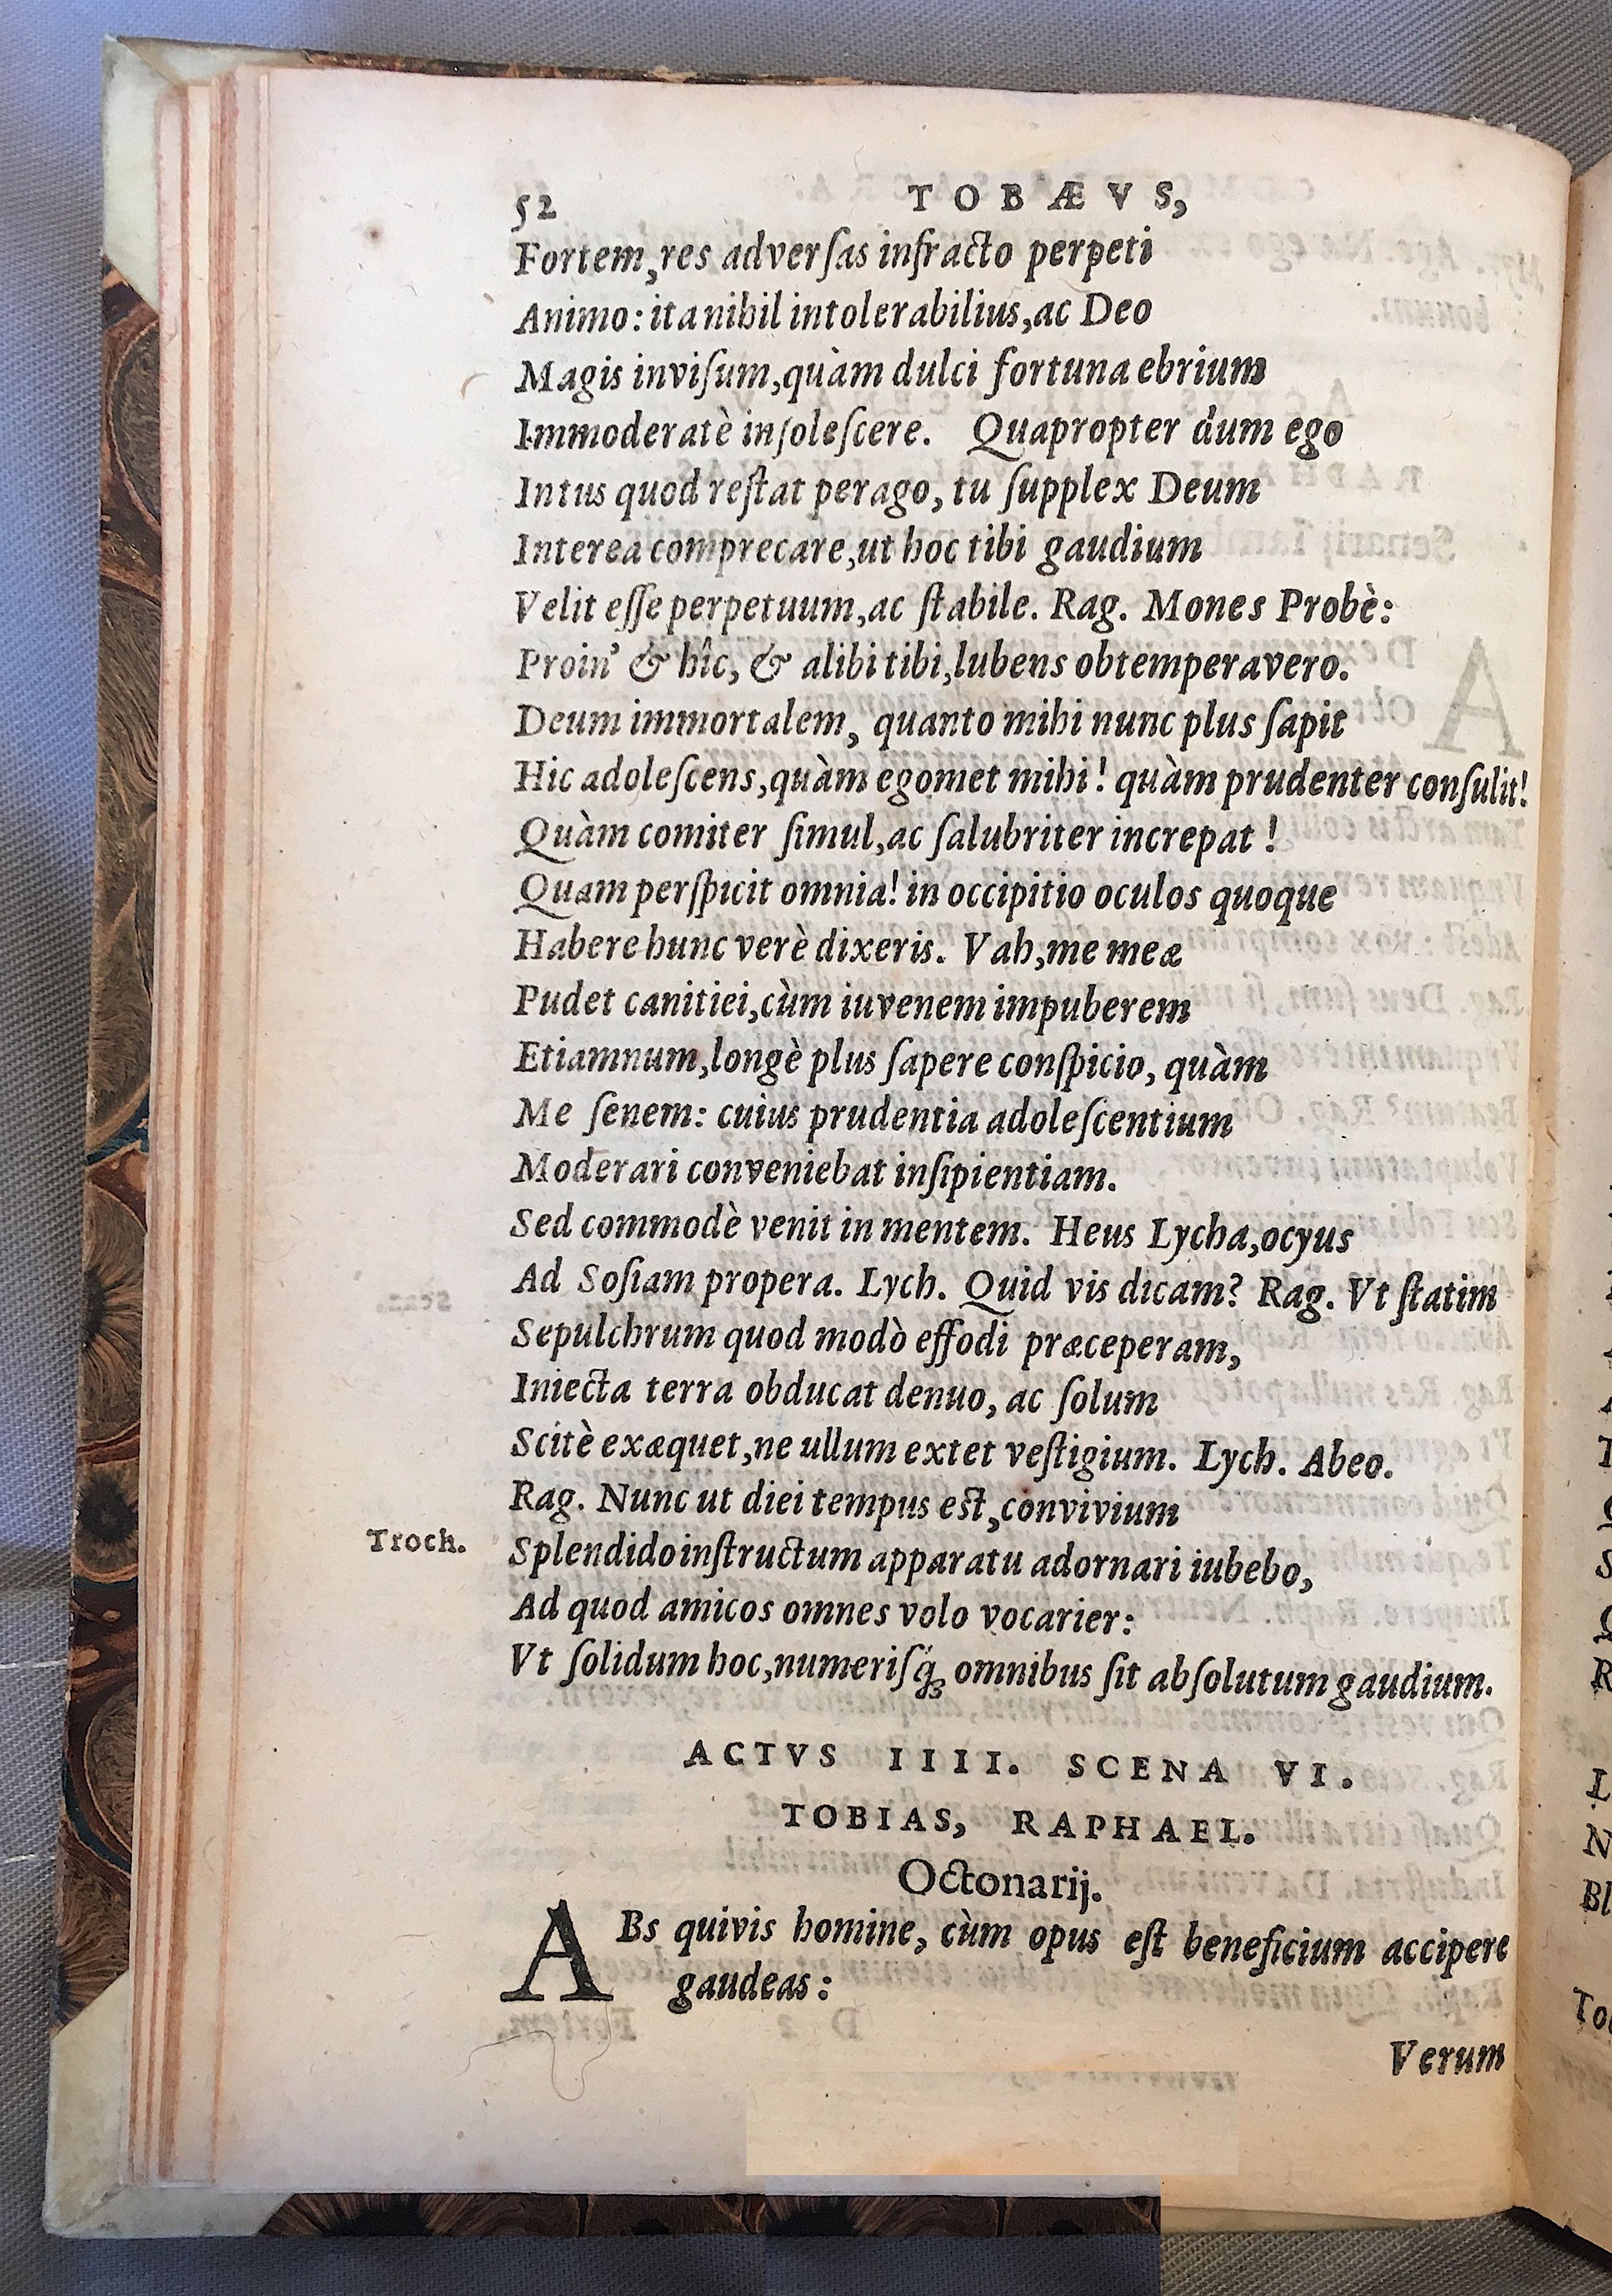 52 TOBÆVS,
Fortem, res adverſas infracto perpeti
Animo: ita nihil intolerabilius, ac Deo
Magis inviſum, quàm dulci fortuna ebrium
Immoderatè inſoleſcere. Quapropter dum ego
Intus quod reſtat perago, tu ſupplex Deum
Interea comprecare, ut hoc tibi gaudium
Velit eſſe perpetuum, ac ſtabile. Rag. Mones Probè:
Proin' & hîc, & alibi tibi, lubens obtemperavero.
Deum immortalem, quanto mihi nunc plus ſapit
Hic adoleſcens, quàm egomet mihi! quàm prudenter conſulit!
Quàm comiter ſimul, ac ſalubriter increpat!
Quam perſpicit omnia! in occipitio oculos quoque
Habere hunc verè dixeris. Vah, me meæ
Pudet canitiei, cùm iuvenem impuberem
Etiamnum, longè plus ſapere conſpicio, quàm
Me ſenem: cuius prudentia adoleſcentium
Moderari conveniebat inſipientiam.
Sed commodè venit in mentem. Heus Lycha, ocyus
Ad Soſiam propera. Lych. Quid vis dicam? Rag. Vt ſtatim
Sepulchrum quod modò effodi præceperam,
Iniecta terra obducat denuo, ac ſolum
Scitè exæquet, ne ullum extet veſtigium. Lych. Abeo.
Rag. Nunc ut diei tempus eſt, convivium
Troch. Splendido inſtructum apparatu adornari iubebo,
Ad quod amicos omnes volo vocarier:
Vt ſolidum hoc, numeriſq́; omnibus ſit abſolutum gaudium.
ACTVS IIII. SCENA VI.
TOBIAS, RAPHAEL.
Octonarij.
ABs quivis homine, cùm opus eſt beneficium accipere
gaudeas:
Verum